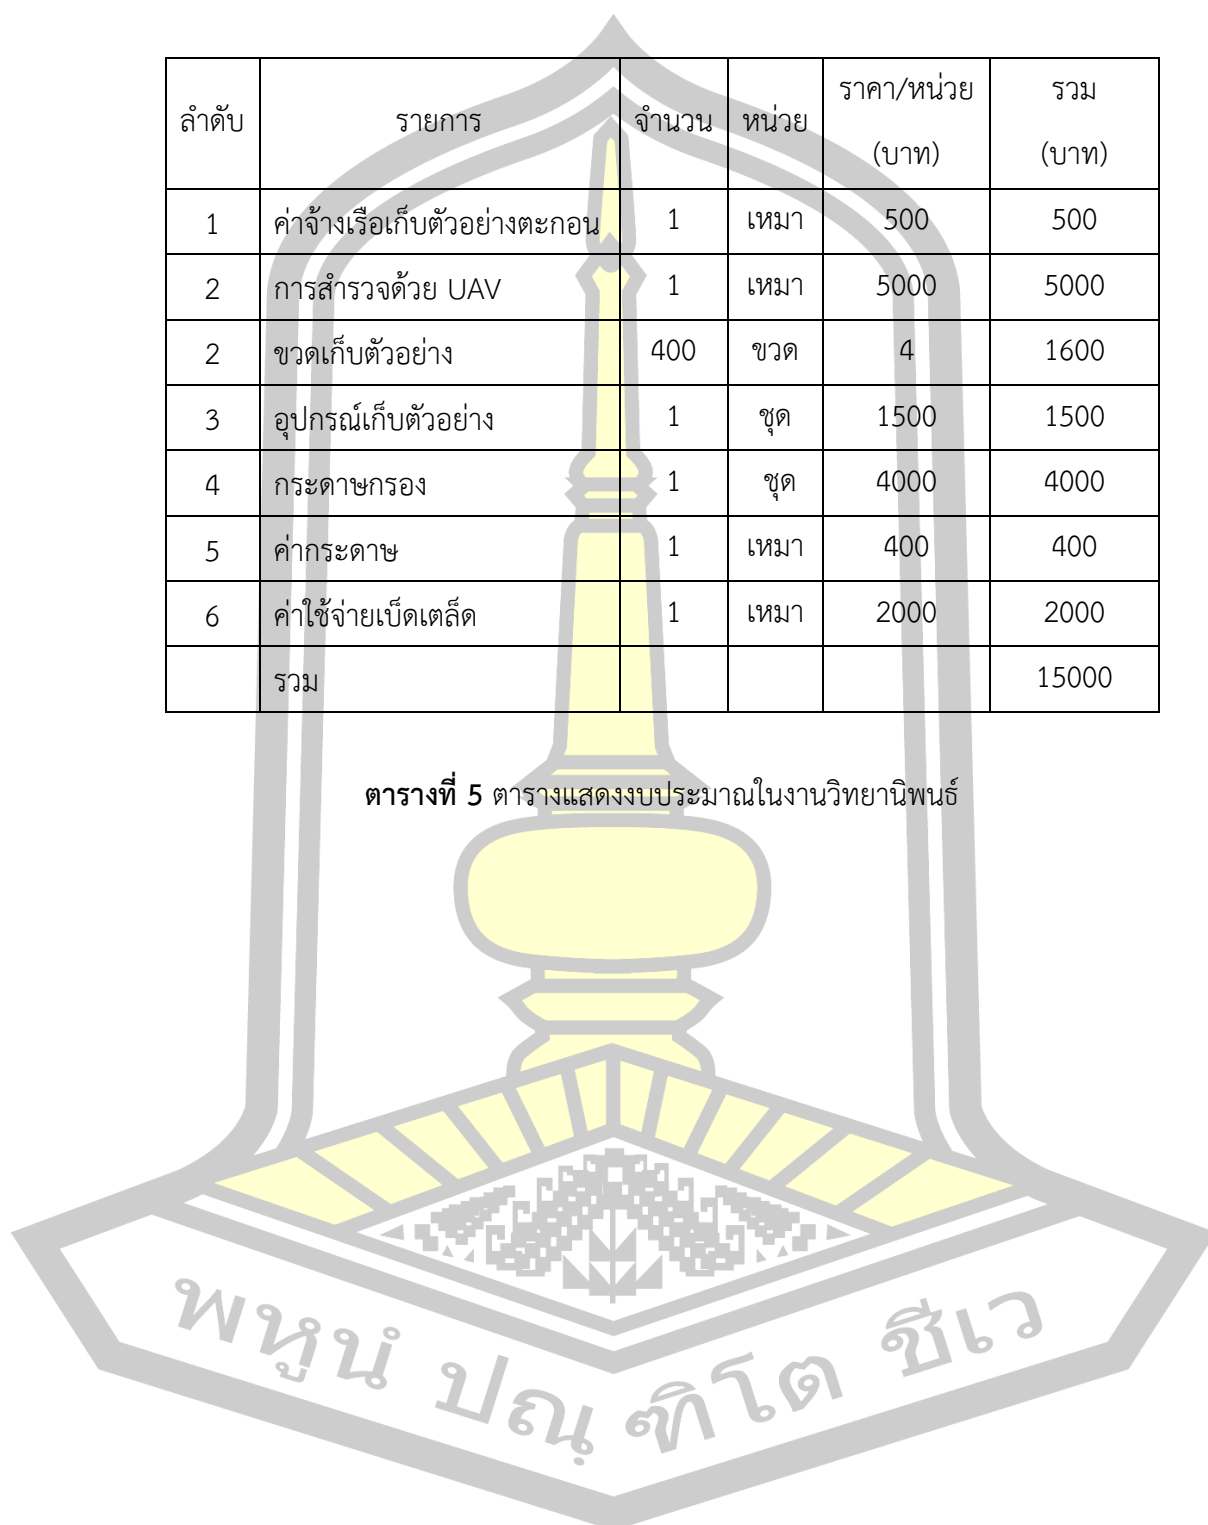 ลำดับ รายการ จำนวน หน่วย ราคา/หน่วย (บาท) รวม (บาท)
1 ค่าจ้างเรือเก็บตัวอย่างตะกอน 1 เหมา 500 500
2 การสำรวจด้วย UAV 1 เหมา 5000 5000
2 ขวดเก็บตัวอย่าง 400 ขวด 4 1600
3 อุปกรณ์เก็บตัวอย่าง 1 ชุด 1500 1500
4 กระดาษกรอง 1 ชุด 4000 4000
5 ค่ากระดาษ 1 เหมา 400 400
6 ค่าใช้จ่ายเบ็ดเตล็ด 1 เหมา 2000 2000
รวม 15000
ตารางที่ 5 ตารางแสดงงบประมาณในงานวิทยานิพนธ์
พหูนํ ปณฺฑิโต ชีเว